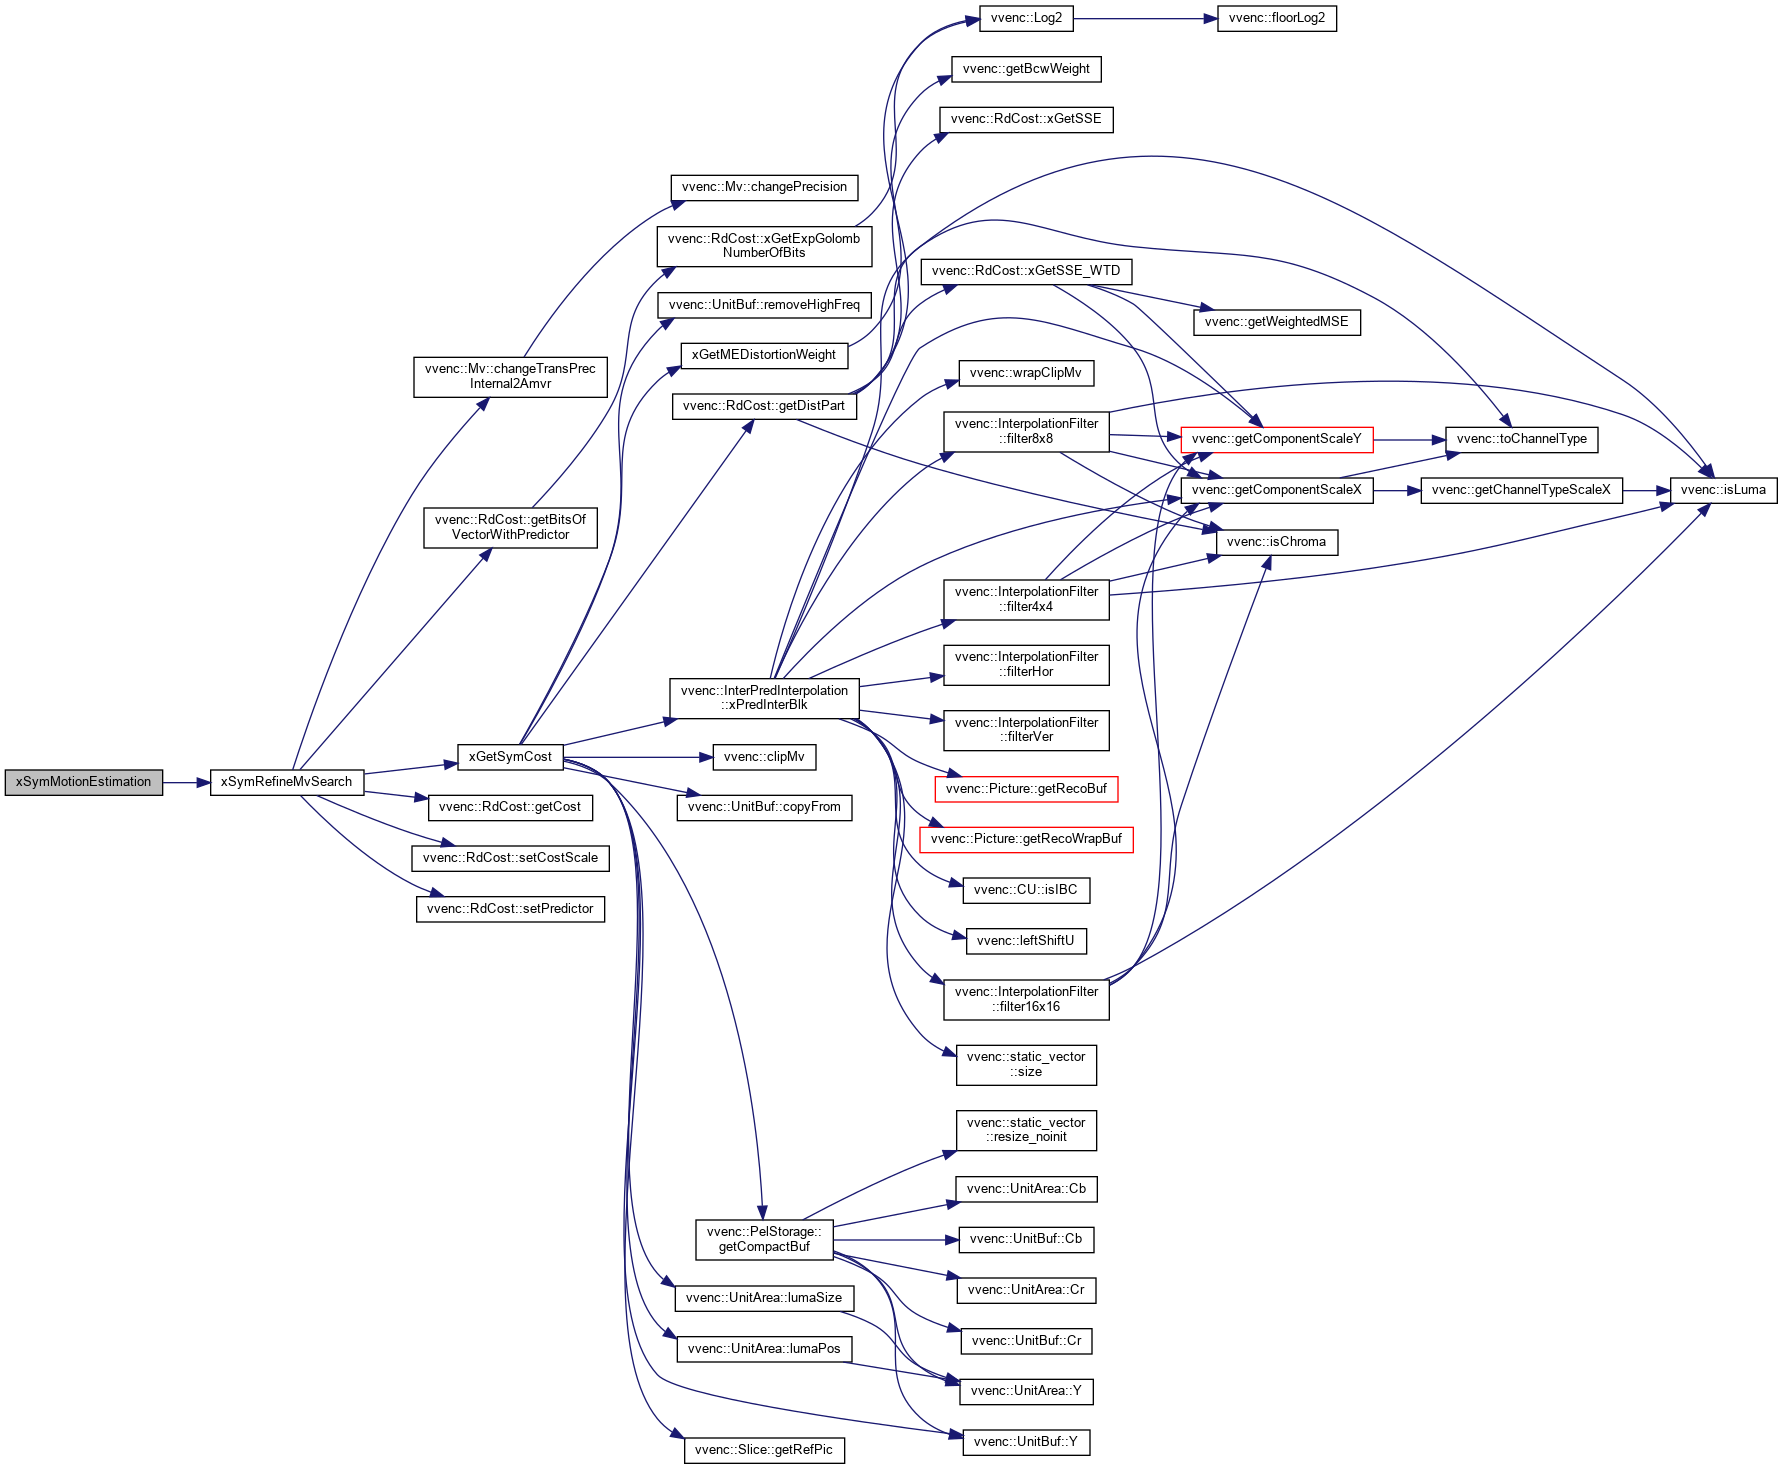 xSymMotionEstimation
xSymRefineMvSearch
vvenc::Mv::changeTransPrec
Internal2Amvr
vvenc::RdCost::getBitsOf
VectorWithPredictor
xGetSymCost
vvenc::RdCost::getCost
vvenc::RdCost::setCostScale
vvenc::RdCost::setPredictor
vvenc::Mv::changePrecision
vvenc::RdCost::xGetExpGolomb
NumberOfBits
vvenc::UnitBuf::removeHighFreq
xGetMEDistortionWeight
vvenc::RdCost::getDistPart
vvenc::InterPredInterpolation
::xPredInterBlk
vvenc::clipMv
vvenc::UnitBuf::copyFrom
vvenc::PelStorage::
getCompactBuf
vvenc::UnitArea::lumaSize
vvenc::UnitArea::lumaPos
vvenc::Slice::getRefPic
vvenc::Log2
vvenc::getBcwWeight
vvenc::RdCost::xGetSSE
vvenc::RdCost::xGetSSE_WTD
vvenc::wrapClipMv
vvenc::InterpolationFilter
::filter8x8
vvenc::InterpolationFilter
::filter4x4
vvenc::InterpolationFilter
::filterHor
vvenc::InterpolationFilter
::filterVer
vvenc::Picture::getRecoBuf
vvenc::Picture::getRecoWrapBuf
vvenc::CU::isIBC
vvenc::leftShiftU
vvenc::InterpolationFilter
::filter16x16
vvenc::static_vector
::size
vvenc::static_vector
::resize_noinit
vvenc::UnitArea::Cb
vvenc::UnitBuf::Cb
vvenc::UnitArea::Cr
vvenc::UnitBuf::Cr
vvenc::UnitArea::Y
vvenc::UnitBuf::Y
vvenc::floorLog2
vvenc::getWeightedMSE
vvenc::getComponentScaleY
vvenc::getComponentScaleX
vvenc::isChroma
vvenc::toChannelType
vvenc::getChannelTypeScaleX
vvenc::isLuma